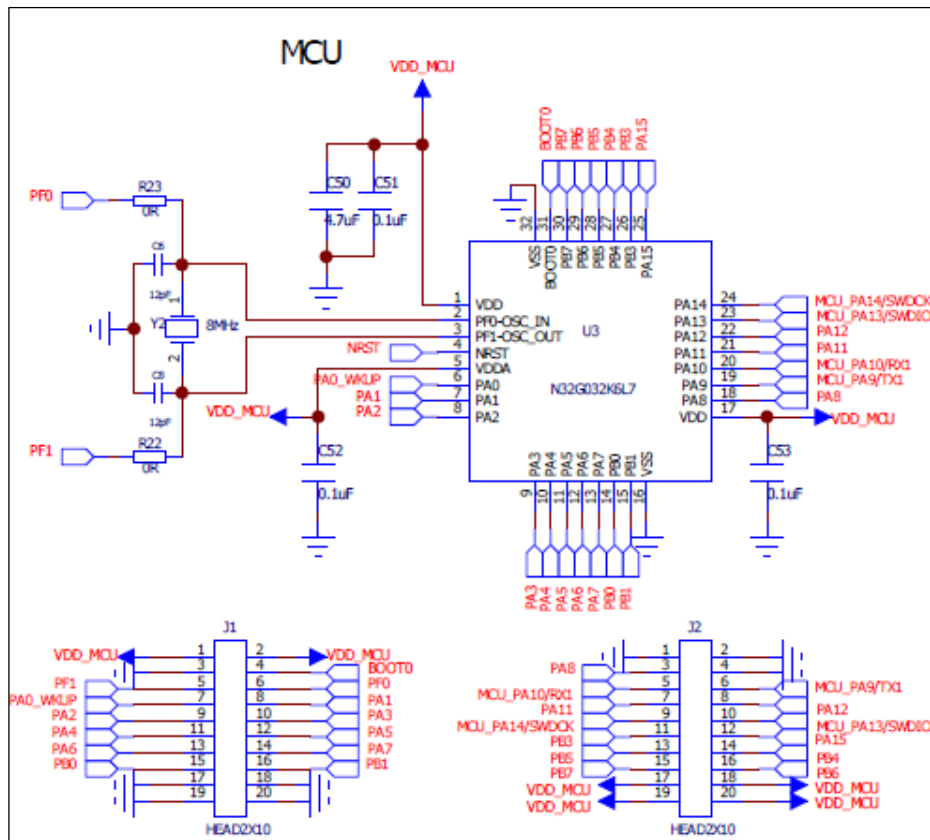 MCU
VDD_MCU
PF0
R23
0R
C6
12pF
1
Y2
8MHz
2
C8
12pF
PF1
R22
0R
C50
4.7uF
C51
0.1uF
BOOT0 PB7 PB6 PB5 PB4 PB3 PA15
32 31 30 29 28 27 26 25
VSS BOOT0 PB7 PB6 PB5 PB4 PB3 PA15
1 VDD
2 PF0-OSC_IN
3 PF1-OSC_OUT
NRST 4 NRST
5 VDDA
PA0_WKUP 6 PA0
PA1 7 PA1
PA2 8 PA2
U3
N32G032K6L7
PA14 24 MCU_PA14/SWDCK
PA13 23 MCU_PA13/SWDIO
PA12 22 PA12
PA11 21 PA11
PA10 20 MCU_PA10/RX1
PA9 19 MCU_PA9/TX1
PA8 18 PA8
VDD 17 VDD_MCU
VDD_MCU
C52
0.1uF
C53
0.1uF
PA3 PA4 PA5 PA6 PA7 PB0 PB1 VSS
9 10 11 12 13 14 15 16
PA3 PA4 PA5 PA6 PA7 PB0 PB1
J1
VDD_MCU 1 2 VDD_MCU
3 4 BOOT0
PF1 5 6 PF0
PA0_WKUP 7 8 PA1
PA2 9 10 PA3
PA4 11 12 PA5
PA6 13 14 PA7
PB0 15 16 PB1
17 18
19 20
HEAD2X10
J2
1 2
PA8 3 4
5 6 MCU_PA9/TX1
MCU_PA10/RX1 7 8
PA11 9 10 PA12
MCU_PA14/SWDCK 11 12 MCU_PA13/SWDIO
PB3 13 14 PA15
PB5 15 16 PB4
PB7 17 18 PB6
VDD_MCU 19 20 VDD_MCU
VDD_MCU VDD_MCU
HEAD2X10